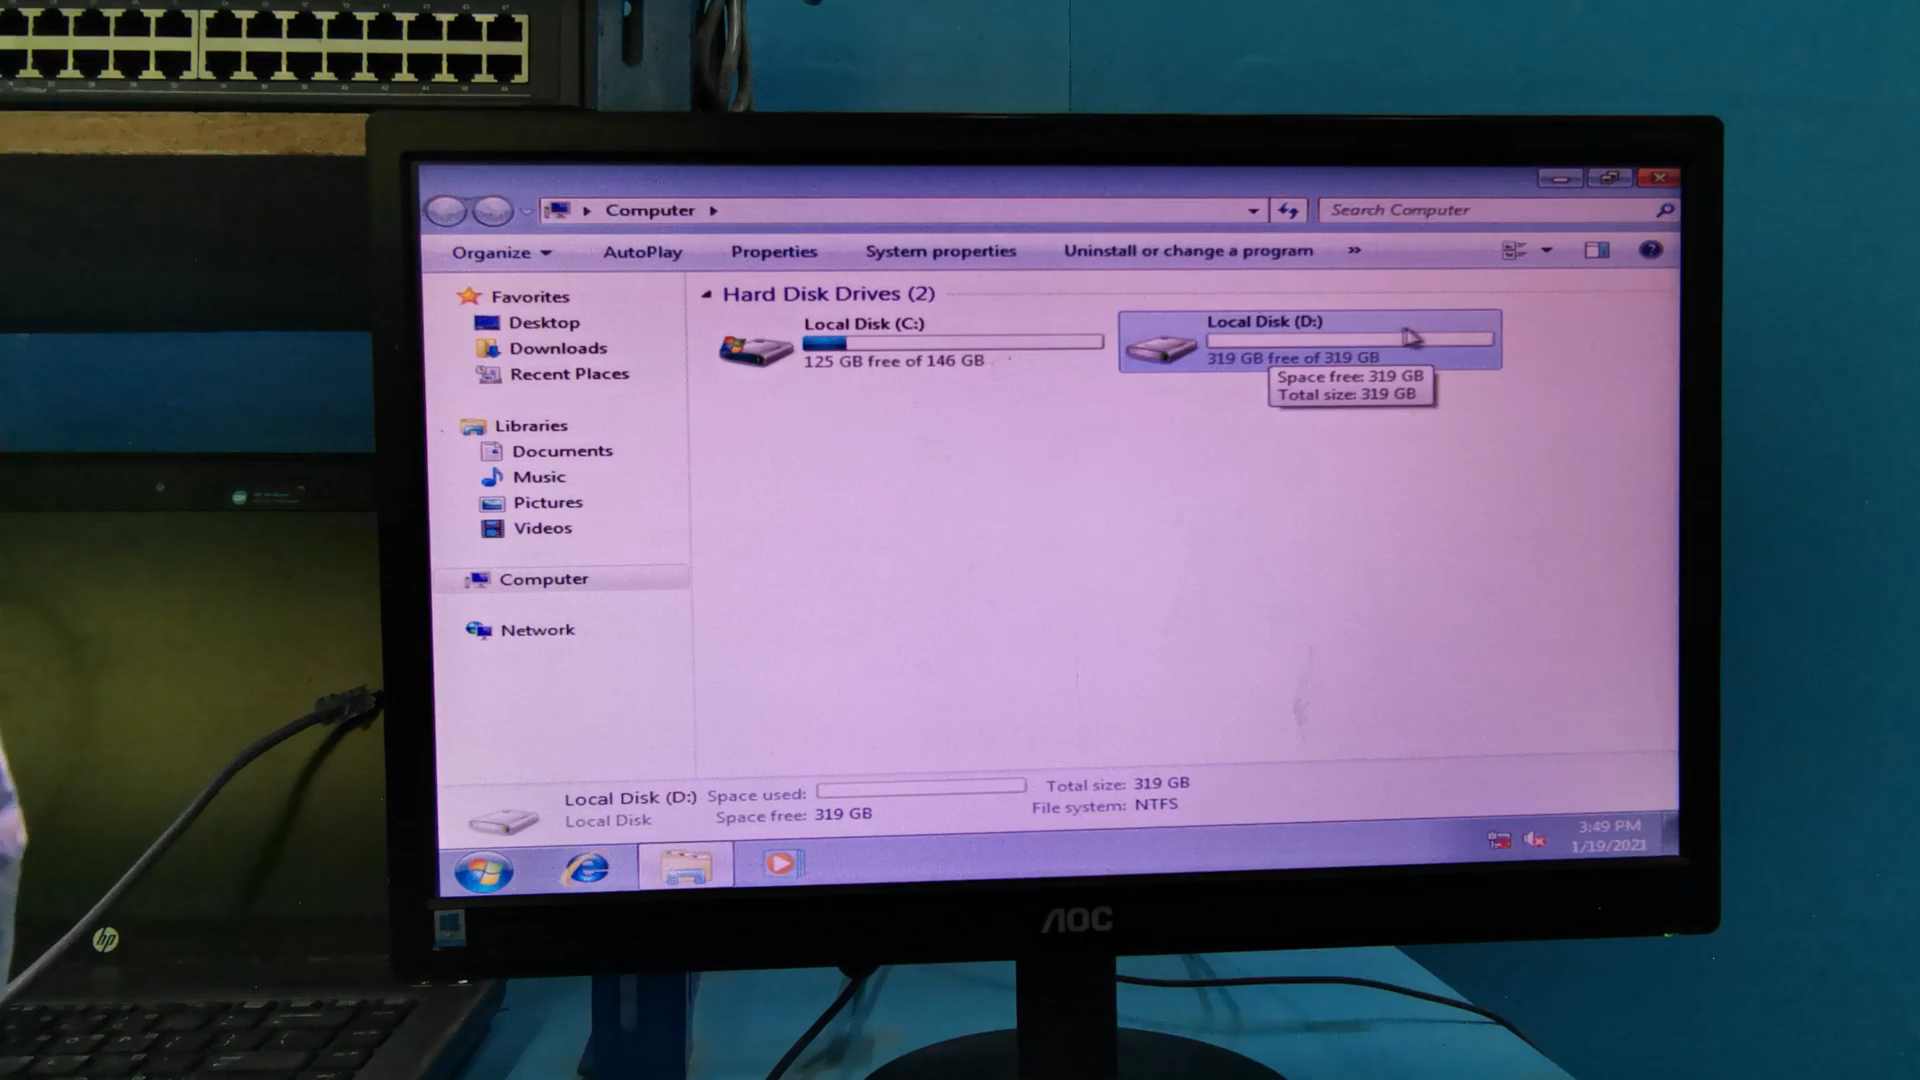 Computer
Search Computer
Organize
AutoPlay
Properties
System properties
Uninstall or change a program
»
Favorites
Desktop
Downloads
Recent Places
Libraries
Documents
Music
Pictures
Videos
Computer
Network
Hard Disk Drives (2)
Local Disk (C:)
125 GB free of 146 GB
Local Disk (D:)
319 GB free of 319 GB
Space free: 319 GB
Total size: 319 GB
Local Disk (D:) Space used:
Total size: 319 GB
Local Disk
Space free: 319 GB
File system: NTFS
3:49 PM
1/19/2021
AOC
hp